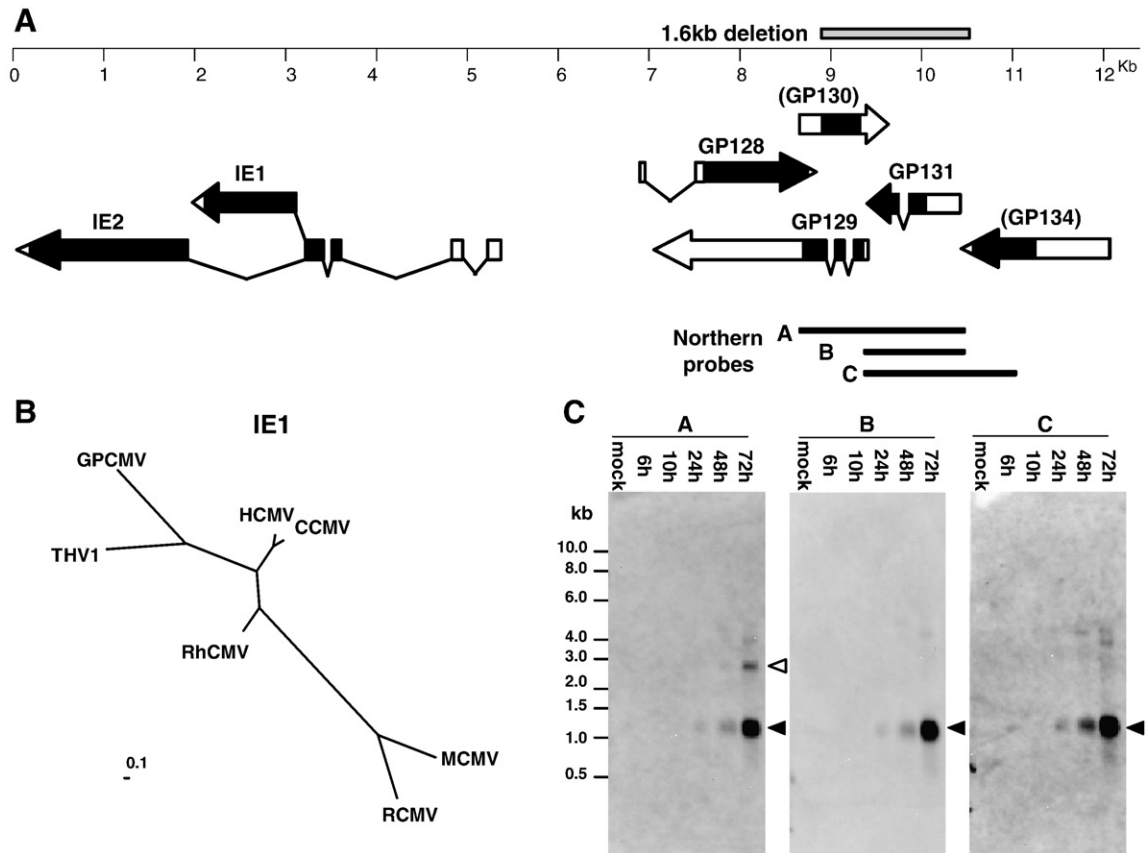 A
1.6kb deletion
0 1 2 3 4 5 6 7 8 9 10 11 12 Kb
(GP130)
GP128
IE1
GP131
IE2
GP129
(GP134)
Northern probes
A
B
C
B
IE1
GPCMV
THV1
HCMV
CCMV
RhCMV
MCMV
RCMV
0.1
C
A B C
mock 6h 10h 24h 48h 72h mock 6h 10h 24h 48h 72h mock 6h 10h 24h 48h 72h
kb
10.0
8.0
6.0
4.0
3.0
2.0
1.5
1.0
0.5